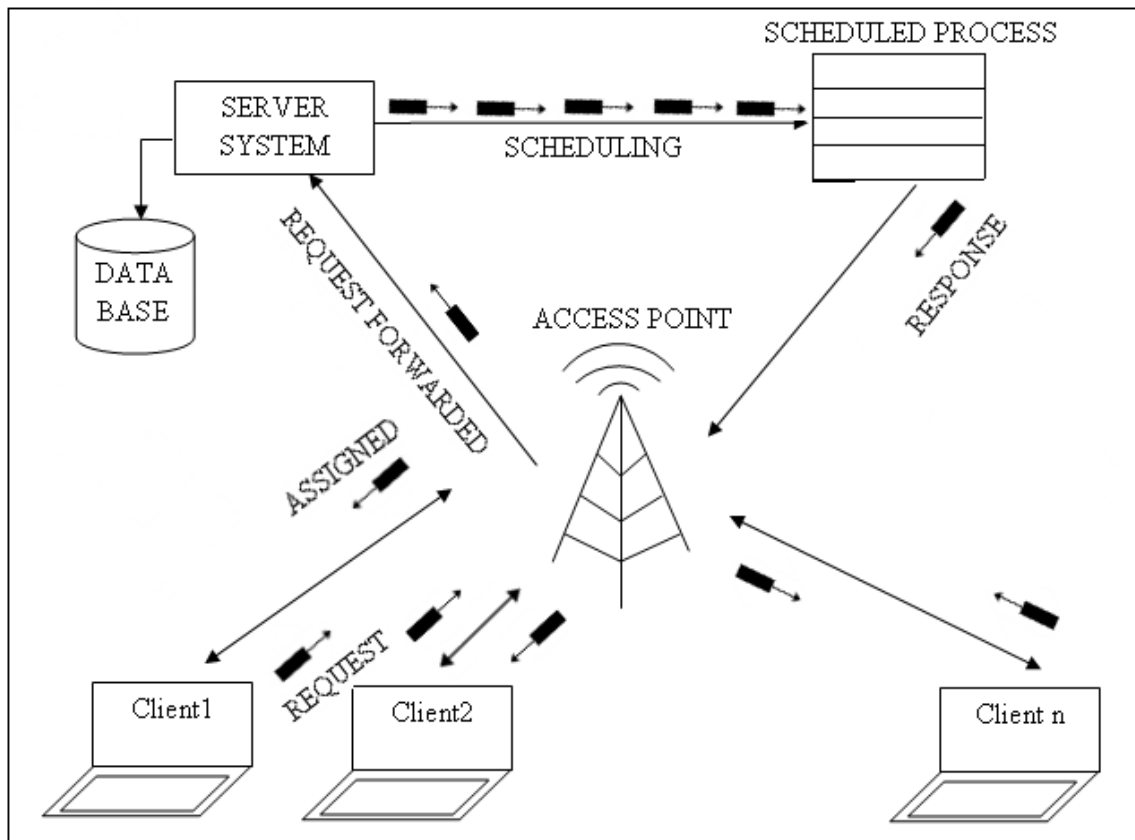 SCHEDULED PROCESS
SERVER
SYSTEM
SCHEDULING
DATA
BASE
REQUEST FORWARDED
ACCESS POINT
RESPONSE
ASSIGNED
REQUEST
Client1
Client2
Client n